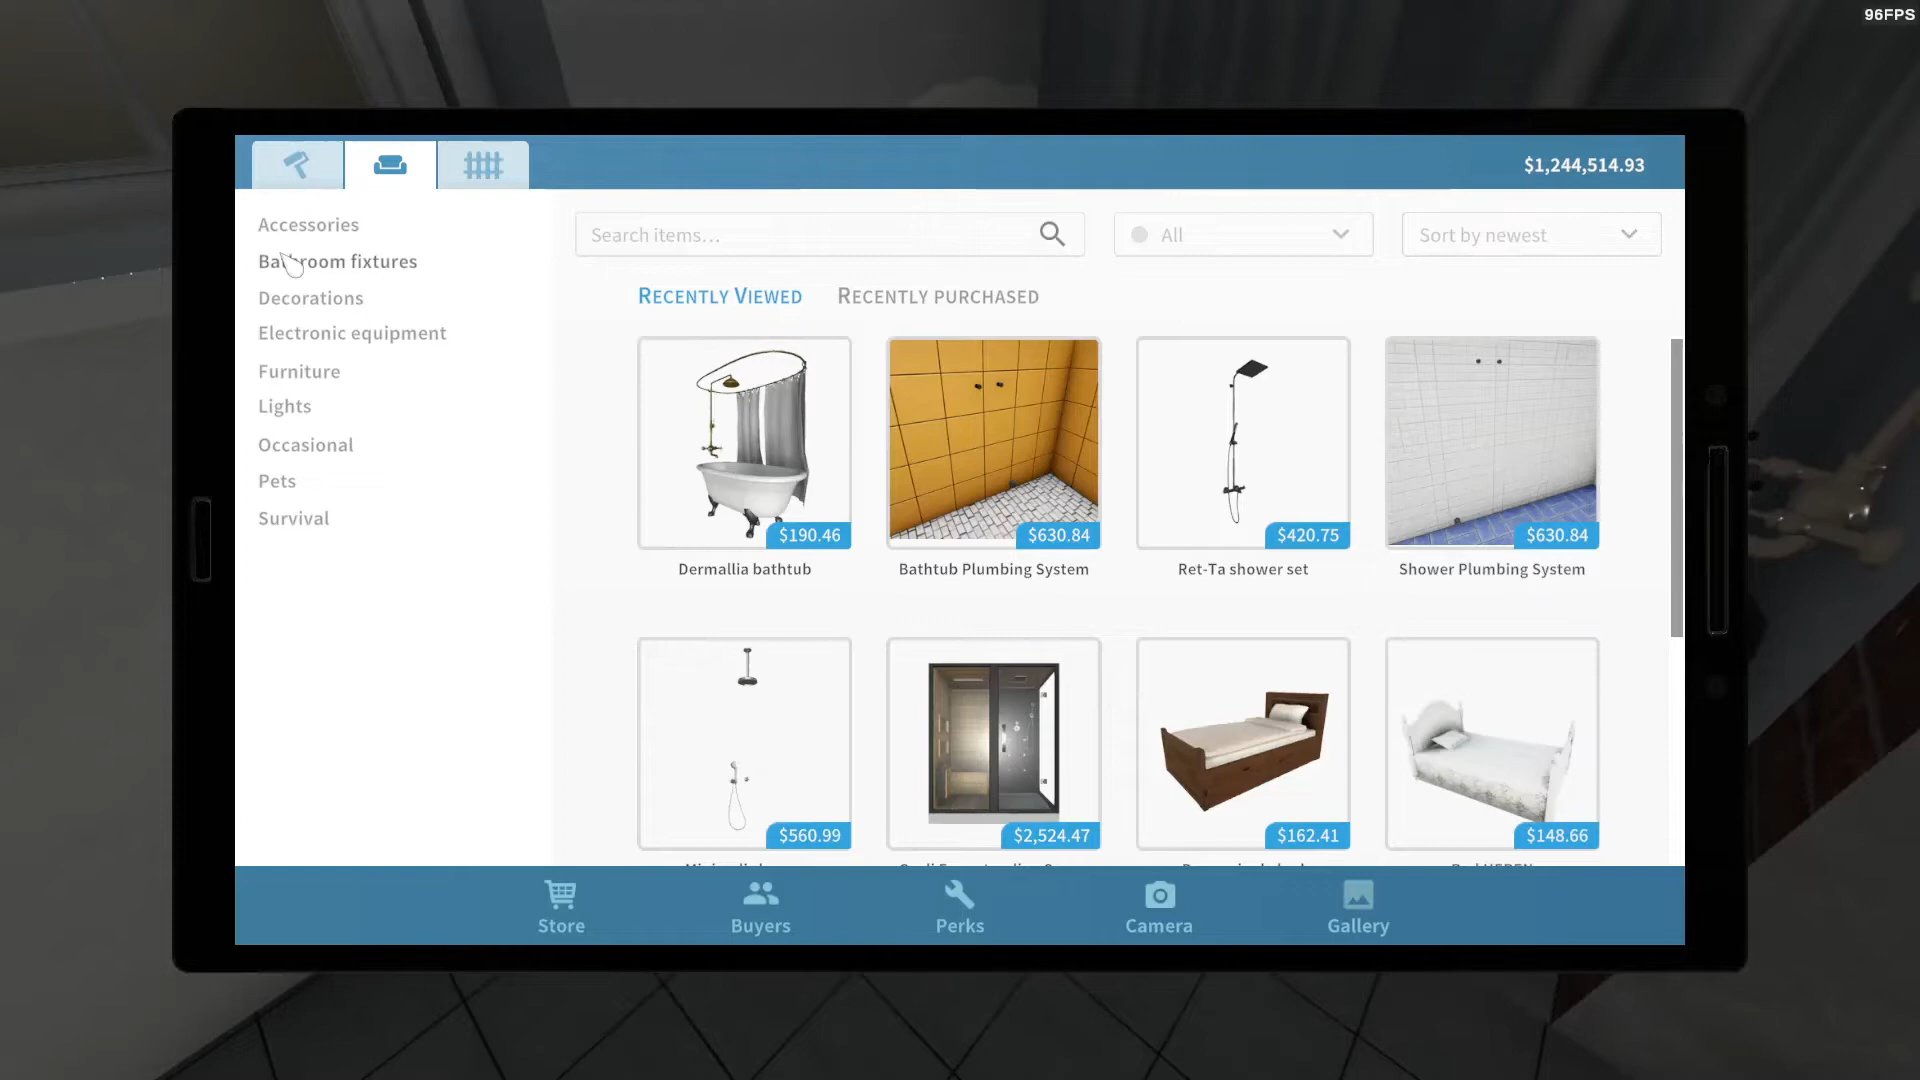 96FPS
$1,244,514.93
Accessories
Bathroom fixtures
Decorations
Electronic equipment
Furniture
Lights
Occasional
Pets
Survival
Search items...
All
Sort by newest
RECENTLY VIEWED
RECENTLY PURCHASED
$190.46
$630.84
$420.75
$630.84
Dermallia bathtub
Bathtub Plumbing System
Ret-Ta shower set
Shower Plumbing System
$560.99
$2,524.47
$162.41
$148.66
Store
Buyers
Perks
Camera
Gallery